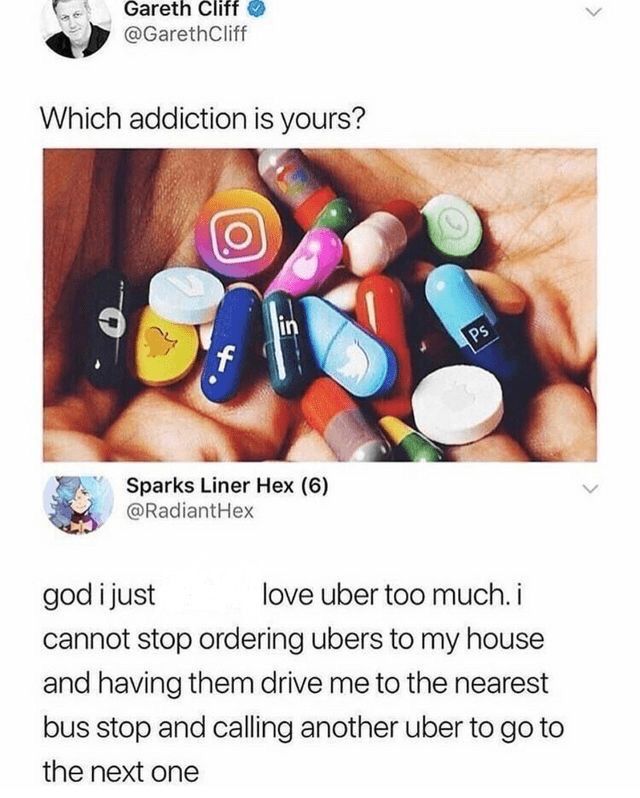 Gareth Cliff
@GarethCliff
Which addiction is yours?
f
in
Ps
Sparks Liner Hex (6)
@RadiantHex
god i just love uber too much. i
cannot stop ordering ubers to my house
and having them drive me to the nearest
bus stop and calling another uber to go to
the next one